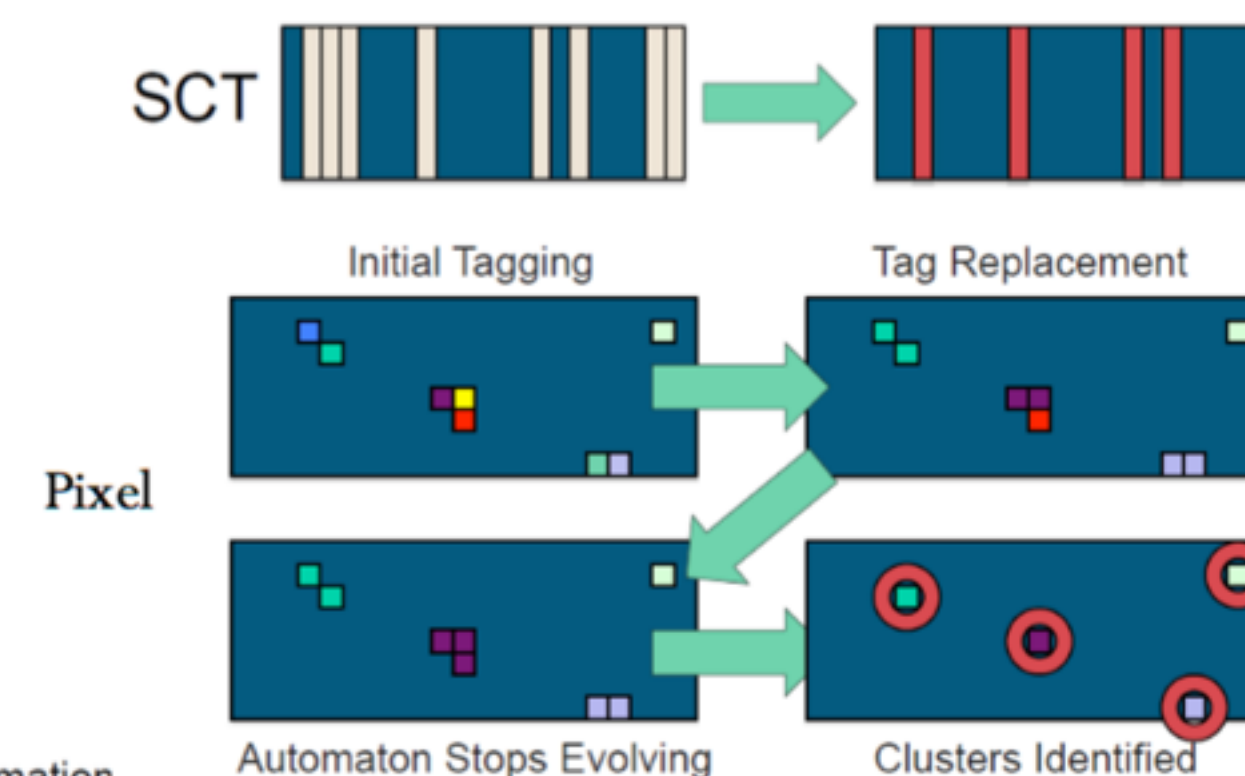 SCT
Initial Tagging
Tag Replacement
Pixel
Automaton Stops Evolving
Clusters Identified